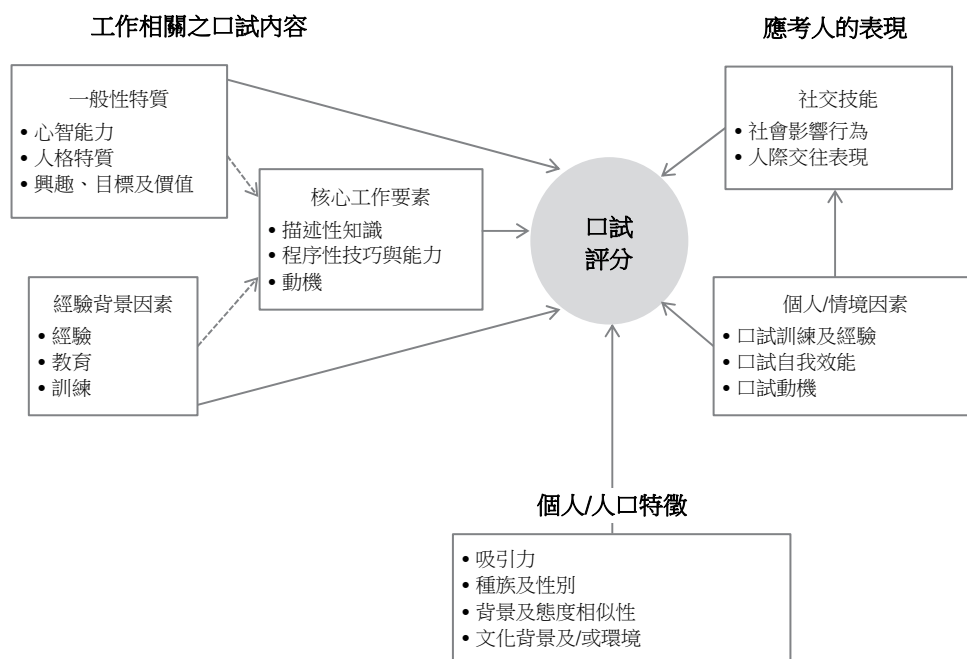 工作相關之口試內容
一般性特質
• 心智能力
• 人格特質
• 興趣、目標及價值
核心工作要素
• 描述性知識
• 程序性技巧與能力
• 動機
經驗背景因素
• 經驗
• 教育
• 訓練
口試
評分
應考人的表現
社交技能
• 社會影響行為
• 人際交往表現
個人/情境因素
• 口試訓練及經驗
• 口試自我效能
• 口試動機
個人/人口特徵
• 吸引力
• 種族及性別
• 背景及態度相似性
• 文化背景及/或環境